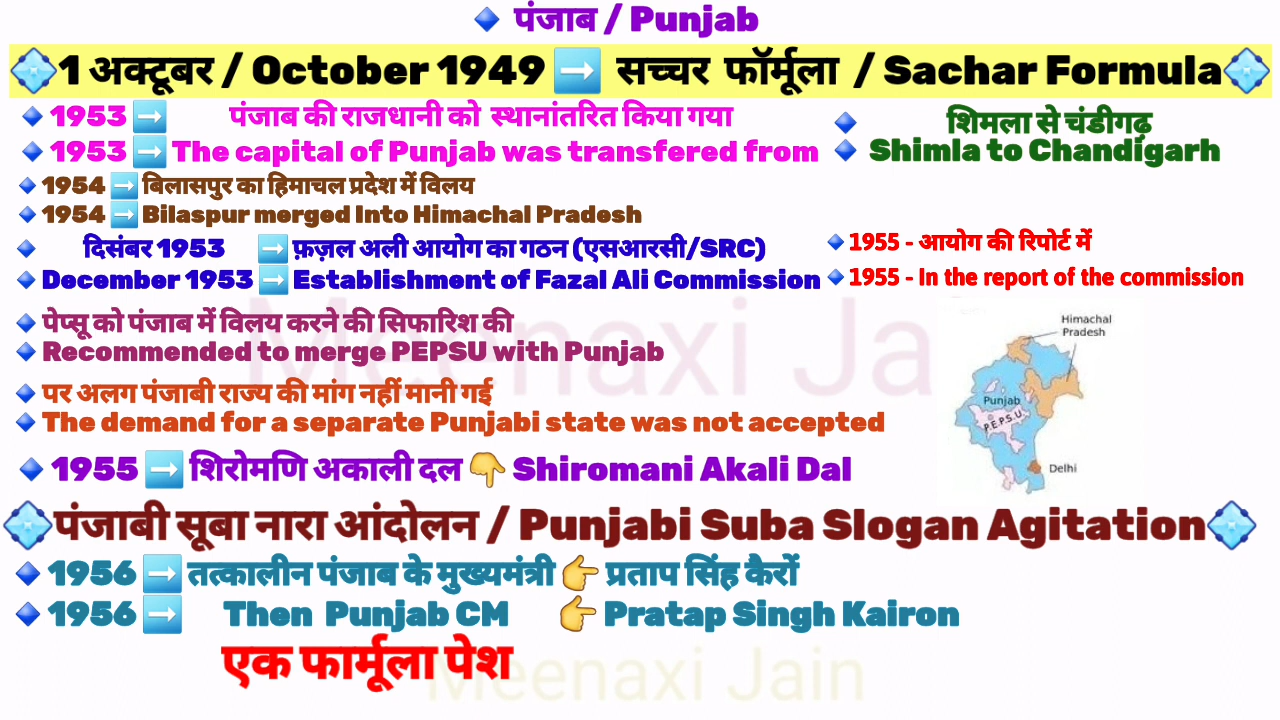 पंजाब / Punjab
1 अक्टूबर / October 1949 ➡ सच्चर फॉर्मूला / Sachar Formula
1953 ➡ पंजाब की राजधानी को स्थानांतरित किया गया
शिमला से चंडीगढ़
1953 ➡ The capital of Punjab was transfered from
Shimla to Chandigarh
1954 ➡ बिलासपुर का हिमाचल प्रदेश में विलय
1954 ➡ Bilaspur merged Into Himachal Pradesh
दिसंबर 1953 ➡ फ़ज़ल अली आयोग का गठन (एसआरसी/SRC)
1955 - आयोग की रिपोर्ट में
December 1953 ➡ Establishment of Fazal Ali Commission
1955 - In the report of the commission
पेप्सू को पंजाब में विलय करने की सिफारिश की
Recommended to merge PEPSU with Punjab
पर अलग पंजाबी राज्य की मांग नहीं मानी गई
The demand for a separate Punjabi state was not accepted
Himachal
Pradesh
Punjab
P.E.P.S.U.
Delhi
1955 ➡ शिरोमणि अकाली दल 👇 Shiromani Akali Dal
पंजाबी सूबा नारा आंदोलन / Punjabi Suba Slogan Agitation
1956 ➡ तत्कालीन पंजाब के मुख्यमंत्री 👉 प्रताप सिंह कैरों
1956 ➡ Then Punjab CM 👉 Pratap Singh Kairon
एक फार्मूला पेश
Meenaxi Ja
Meenaxi Jain